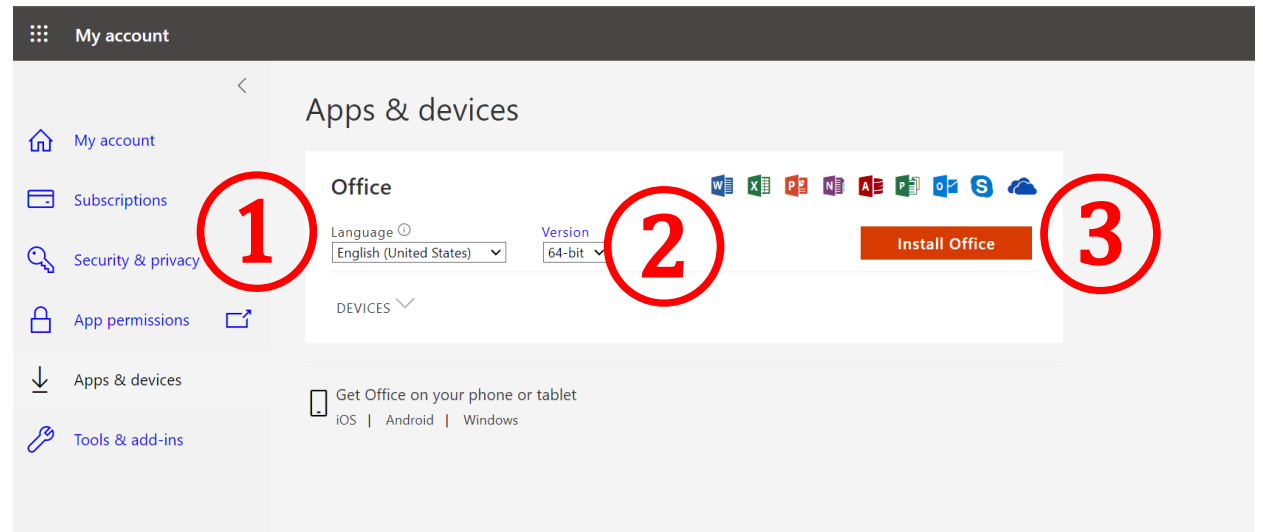 My account
My account
Subscriptions
Security & privacy
App permissions
Apps & devices
Tools & add-ins
Apps & devices
Office
Language
English (United States)
Version
64-bit
Install Office
DEVICES
1
2
3
Get Office on your phone or tablet
iOS | Android | Windows